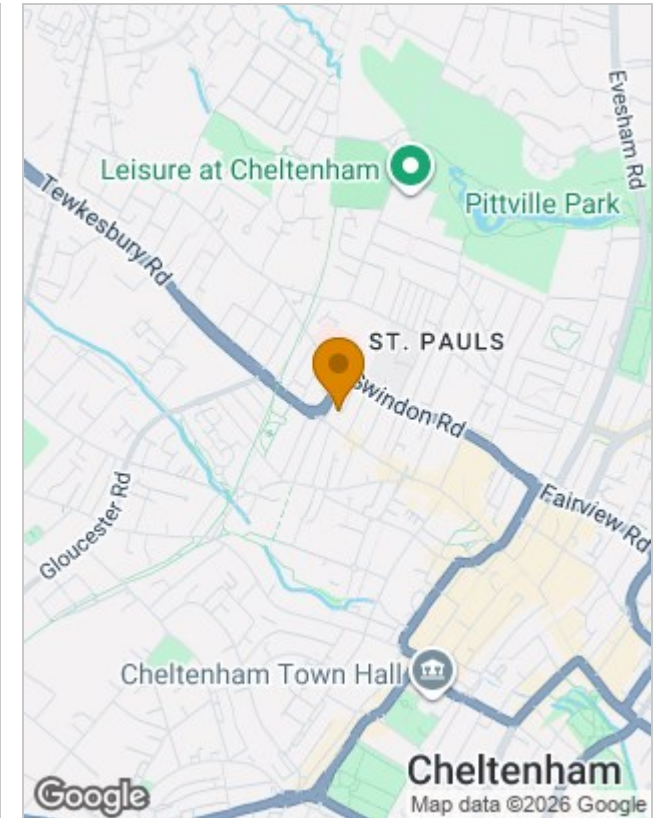 Evesham Rd
Leisure at Cheltenham
Pittville Park
Tewkesbury Rd
ST. PAULS
Swindon Rd
Gloucester Rd
Fairview Rd
Cheltenham Town Hall
Cheltenham
Google
Map data ©2026 Google